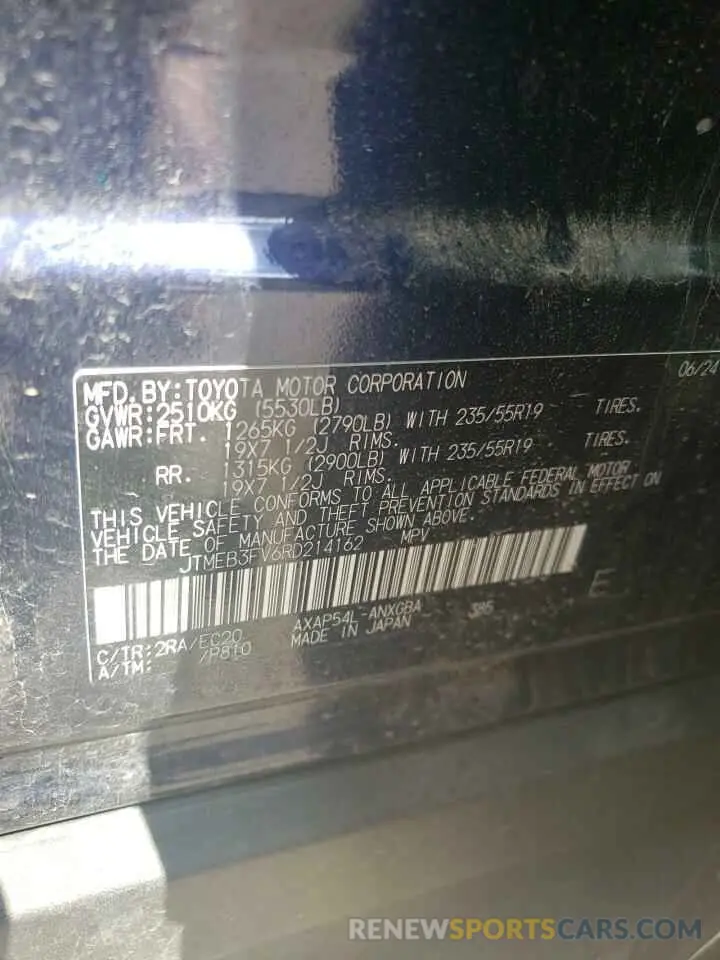 MFD. BY: TOYOTA MOTOR CORPORATION 06/24
GVWR: 2510KG (5530LB)
GAWR: FRT. 1265KG (2790LB) WITH 235/55R19 TIRES.
19X7 1/2J RIMS.
RR. 1315KG (2900LB) WITH 235/55R19 TIRES.
19X7 1/2J RIMS.
THIS VEHICLE CONFORMS TO ALL APPLICABLE FEDERAL MOTOR
VEHICLE SAFETY AND THEFT PREVENTION STANDARDS IN EFFECT ON
THE DATE OF MANUFACTURE SHOWN ABOVE.
JTMEB3FV6RD214162 MPV
E
C/TR: 2RA/EC20 AXAP54L-ANXGBA 385
A/TM: /P810 MADE IN JAPAN
RENEWSPORTSCARS.COM